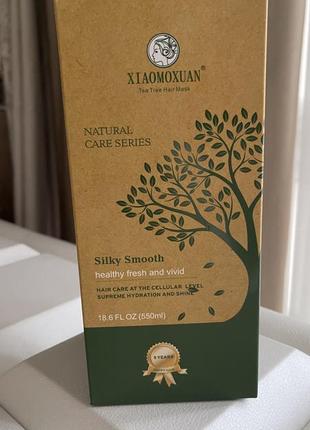 XIAOMOXUAN®
Tea Tree Hair Mask
NATURAL
CARE SERIES
Silky Smooth
healthy fresh and vivid
HAIR CARE AT THE CELLULAR LEVEL
SUPREME HYDRATION AND SHINE
18.6 FL OZ (550ml)
5 YEARS